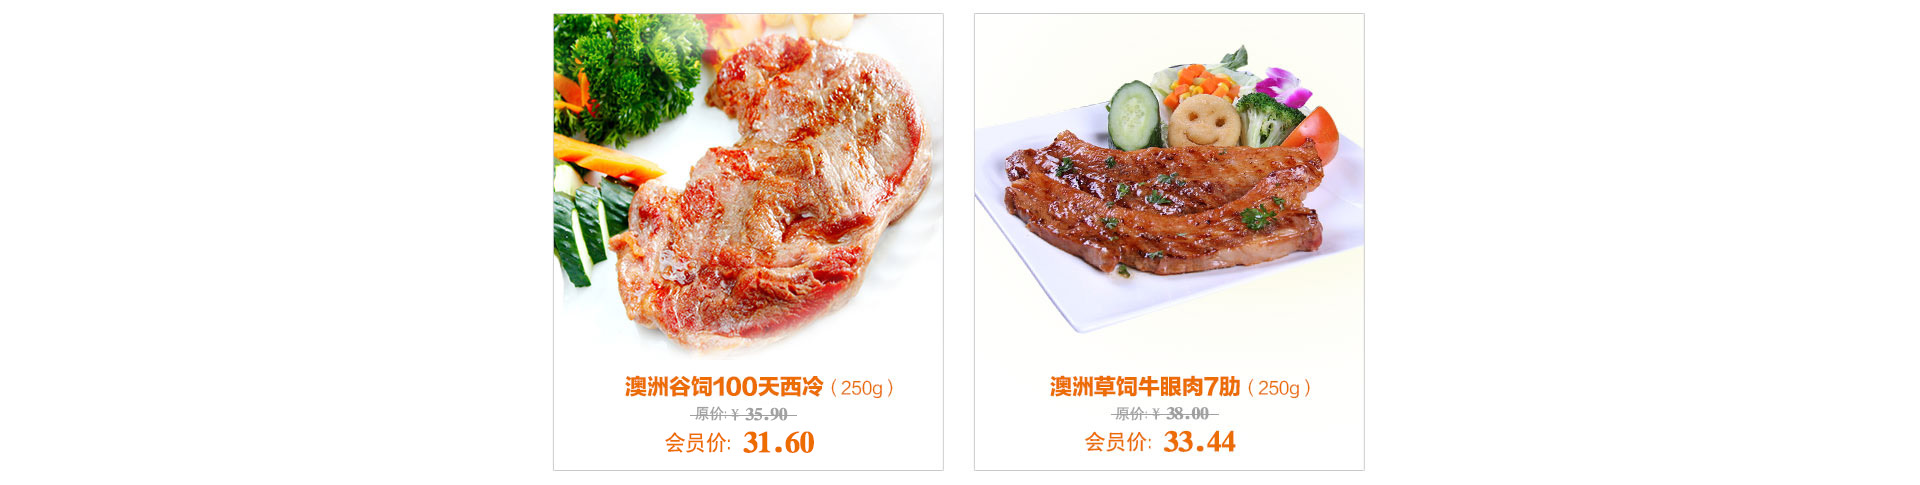 澳洲谷饲100天西冷（250g）
原价:¥ 35.90
会员价: 31.60
澳洲草饲牛眼肉7肋（250g）
原价:¥ 38.00
会员价: 33.44